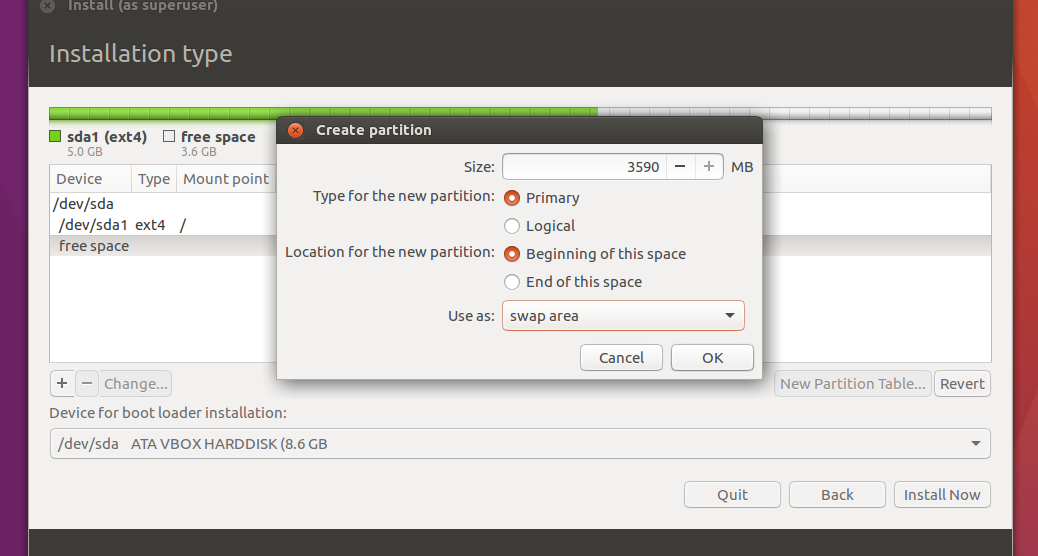 Install (as superuser)
Installation type
sda1 (ext4) free space
5.0 GB 3.6 GB
Create partition
Size: 3590 − + MB
Type for the new partition: Primary
Logical
Location for the new partition: Beginning of this space
End of this space
Use as: swap area
Cancel OK
Device Type Mount point
/dev/sda
/dev/sda1 ext4 /
free space
+ − Change... New Partition Table... Revert
Device for boot loader installation:
/dev/sda ATA VBOX HARDDISK (8.6 GB
Quit Back Install Now